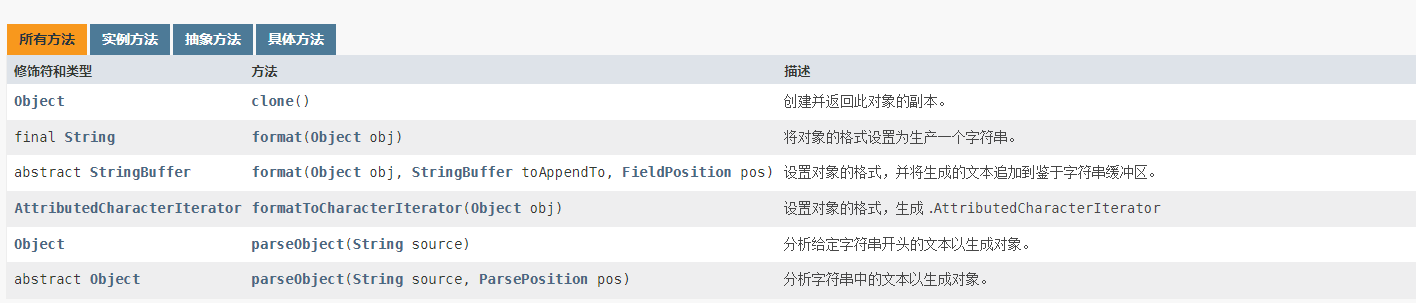 所有方法 实例方法 抽象方法 具体方法
修饰符和类型 方法 描述
Object clone() 创建并返回此对象的副本。
final String format(Object obj) 将对象的格式设置为生产一个字符串。
abstract StringBuffer format(Object obj, StringBuffer toAppendTo, FieldPosition pos) 设置对象的格式，并将生成的文本追加到鉴于字符串缓冲区。
AttributedCharacterIterator formatToCharacterIterator(Object obj) 设置对象的格式，生成 .AttributedCharacterIterator
Object parseObject(String source) 分析给定字符串开头的文本以生成对象。
abstract Object parseObject(String source, ParsePosition pos) 分析字符串中的文本以生成对象。